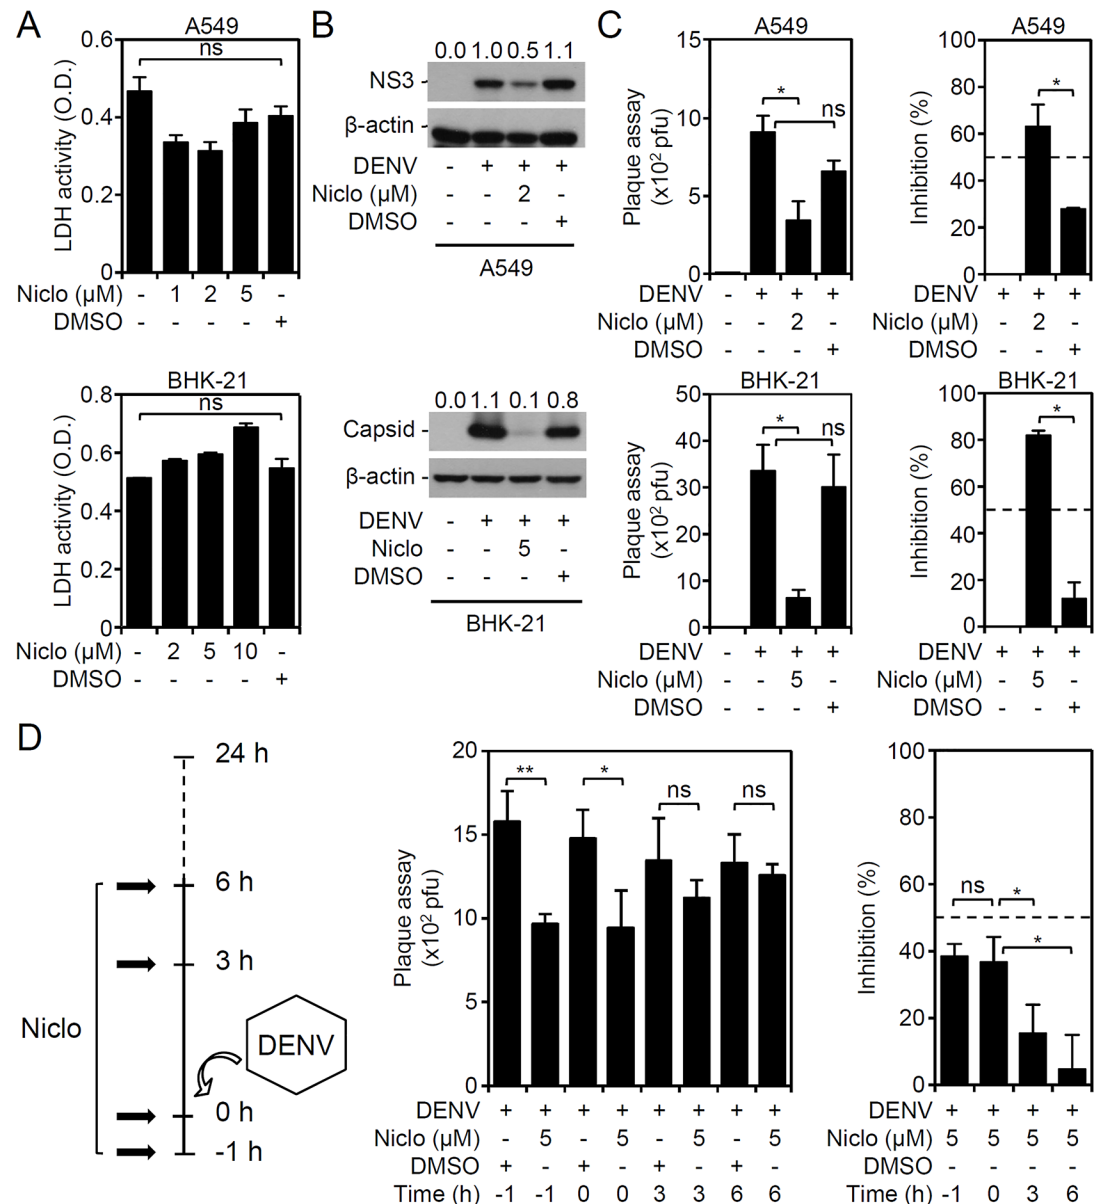 A
A549
0.6
ns
0.4
0.2
0
LDH activity (O.D.)
Niclo (µM) - 1 2 5 -
DMSO - - - - +
BHK-21
0.8
ns
0.6
0.4
0.2
0
LDH activity (O.D.)
Niclo (µM) - 2 5 10 -
DMSO - - - - +
B
0.0 1.0 0.5 1.1
NS3 -
β-actin -
DENV - + + +
Niclo (µM) - - 2 -
DMSO - - - +
A549
0.0 1.1 0.1 0.8
Capsid -
β-actin -
DENV - + + +
Niclo - - 5 -
DMSO - - - +
BHK-21
C
A549
15
10
5
0
* ns
Plaque assay
(x10² pfu)
DENV - + + +
Niclo (µM) - - 2 -
DMSO - - - +
A549
100
80
60
40
20
0
*
Inhibition (%)
DENV + + +
Niclo (µM) - 2 -
DMSO - - +
BHK-21
50
40
30
20
10
0
* ns
Plaque assay
(x10² pfu)
DENV - + + +
Niclo (µM) - - 5 -
DMSO - - - +
BHK-21
100
80
60
40
20
0
*
Inhibition (%)
DENV + + +
Niclo (µM) - 5 -
DMSO - - +
D
24 h
6 h
3 h
Niclo
DENV
0 h
-1 h
20
15
10
5
0
** * ns ns
Plaque assay
(x10² pfu)
DENV + + + + + + + +
Niclo (µM) - 5 - 5 - 5 - 5
DMSO + - + - + - + -
Time (h) -1 -1 0 0 3 3 6 6
100
80
60
40
20
0
ns *
*
Inhibition (%)
DENV + + + +
Niclo (µM) 5 5 5 5
DMSO - - - -
Time (h) -1 0 3 6